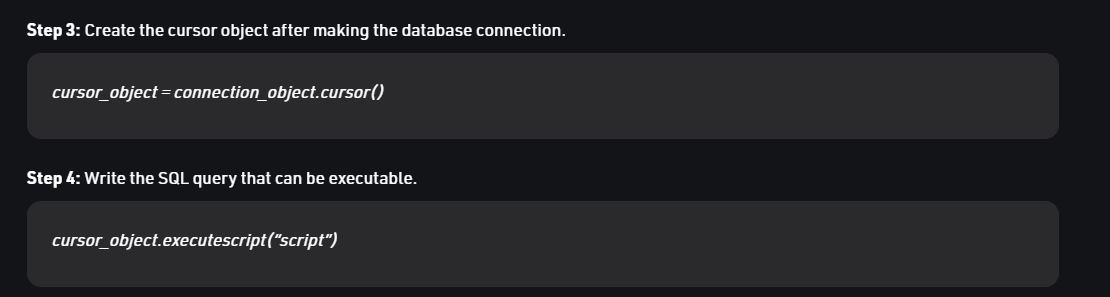 Step 3: Create the cursor object after making the database connection.
cursor_object = connection_object.cursor()
Step 4: Write the SQL query that can be executable.
cursor_object.executescript(“script”)